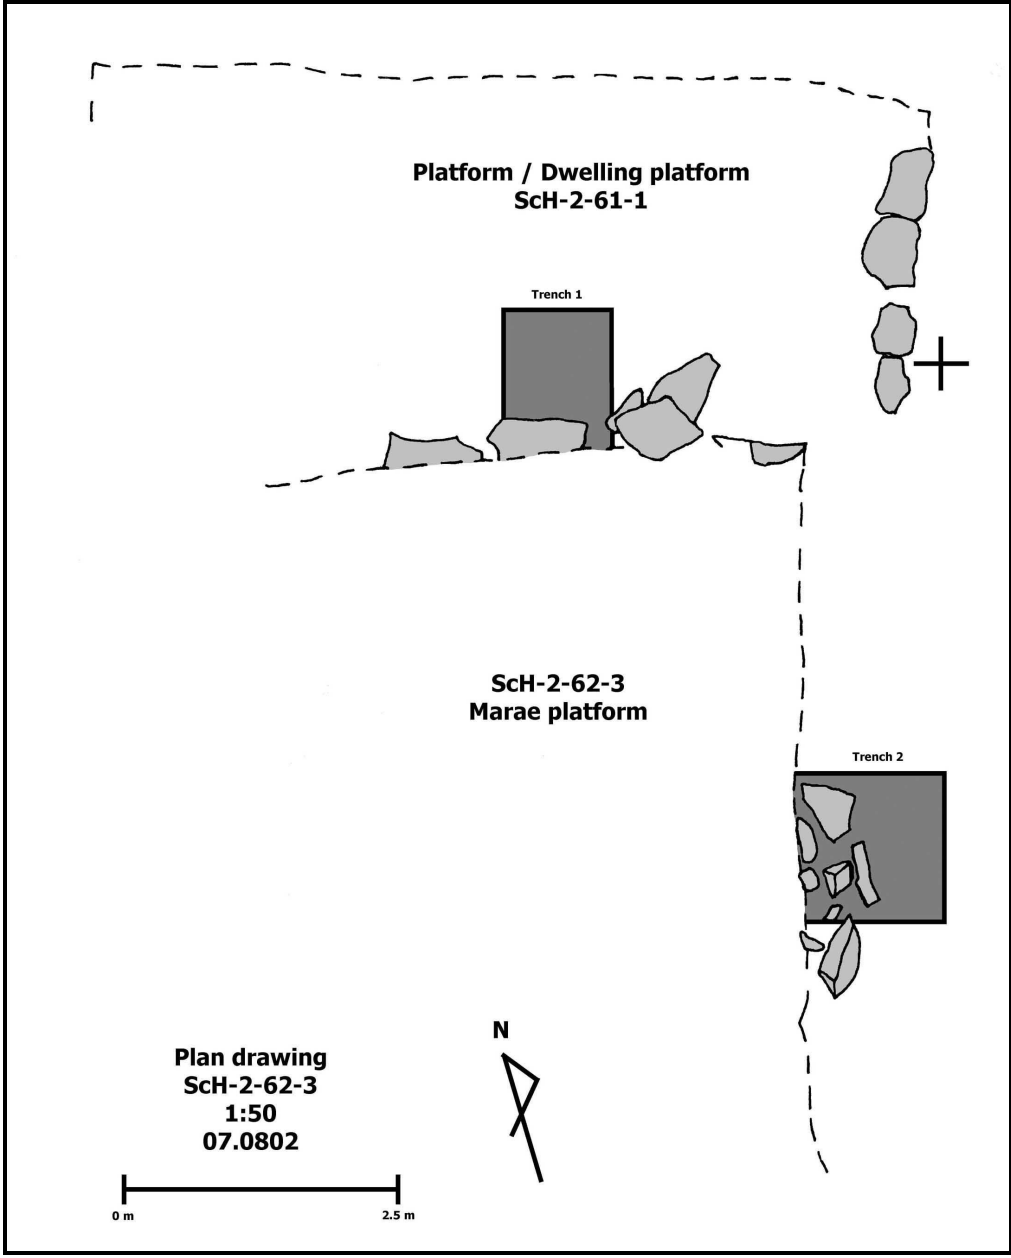 Platform / Dwelling platform
ScH-2-61-1
Trench 1
ScH-2-62-3
Marae platform
Trench 2
N
Plan drawing
ScH-2-62-3
1:50
07.0802
0 m
2.5 m